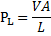 P_L = VA/L